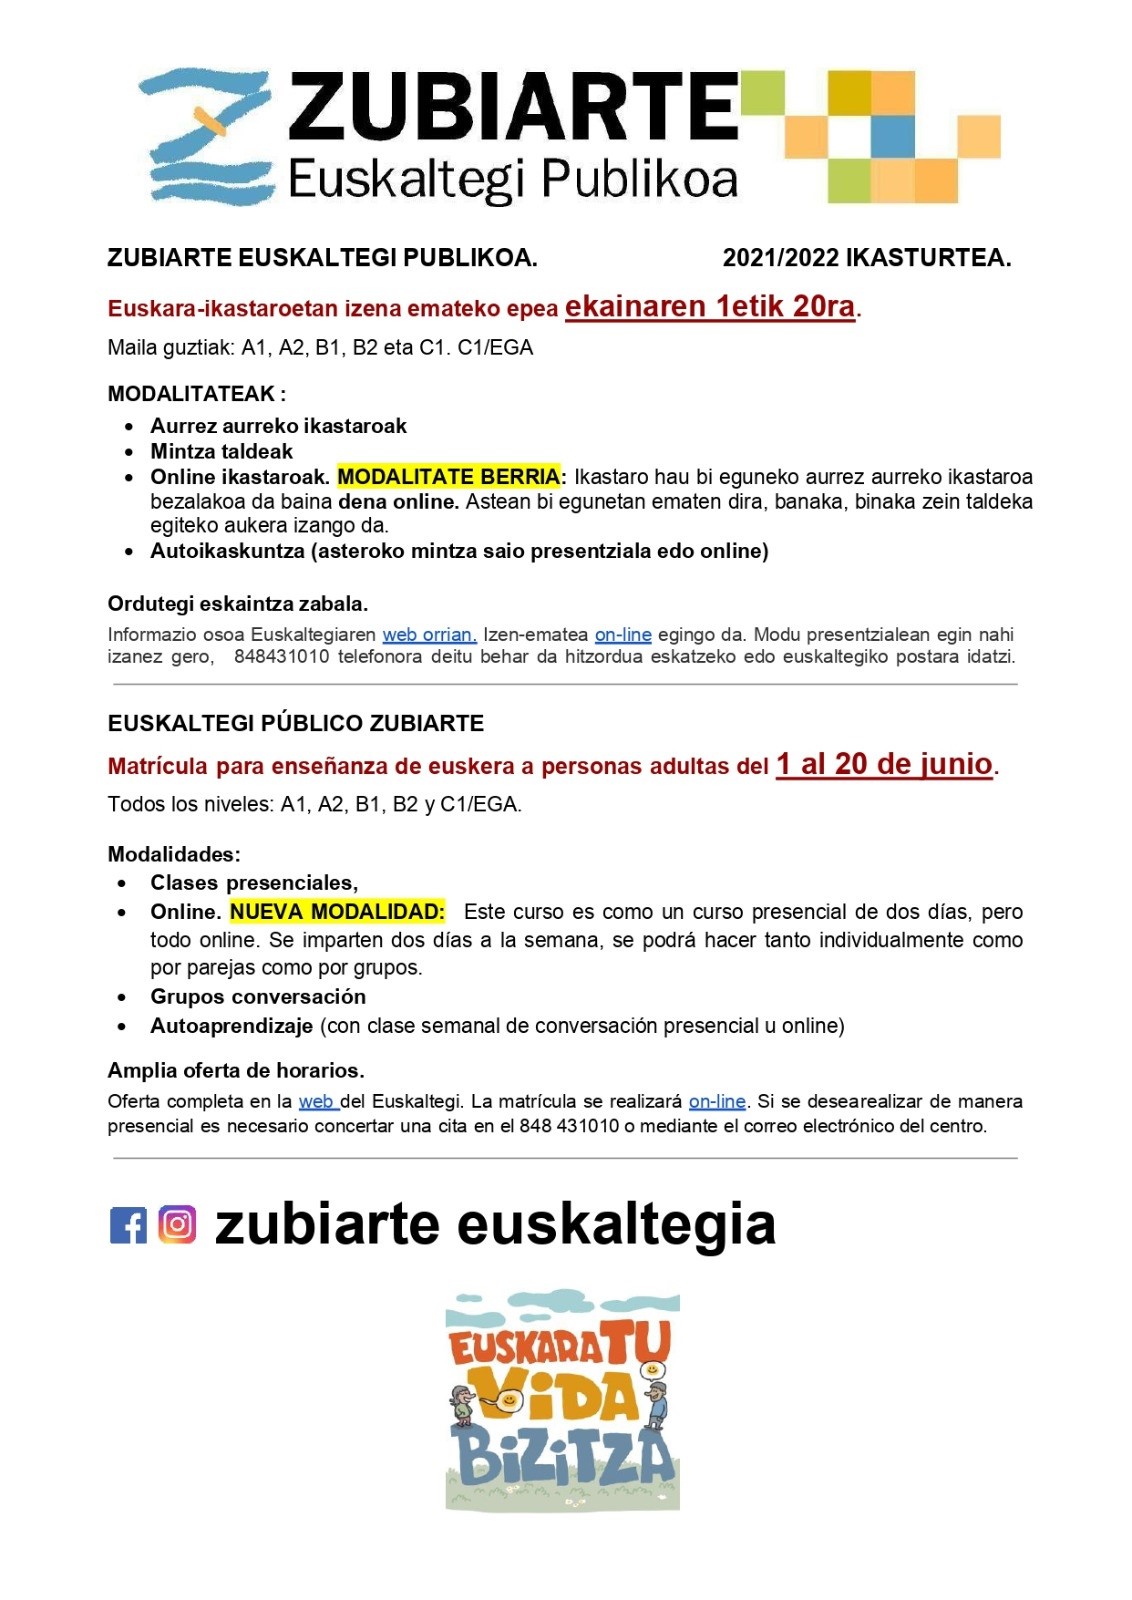 ZUBIARTE
Euskaltegi Publikoa
ZUBIARTE EUSKALTEGI PUBLIKOA. 2021/2022 IKASTURTEA.
Euskara-ikastaroetan izena emateko epea ekainaren 1etik 20ra.
Maila guztiak: A1, A2, B1, B2 eta C1. C1/EGA
MODALITATEAK :
• Aurrez aurreko ikastaroak
• Mintza taldeak
• Online ikastaroak. MODALITATE BERRIA: Ikastaro hau bi eguneko aurrez aurreko ikastaroa
bezalakoa da baina dena online. Astean bi egunetan ematen dira, banaka, binaka zein taldeka
egiteko aukera izango da.
• Autoikaskuntza (asteroko mintza saio presentziala edo online)
Ordutegi eskaintza zabala.
Informazio osoa Euskaltegiaren web orrian. Izen-ematea on-line egingo da. Modu presentzialean egin nahi
izanez gero, 848431010 telefonora deitu behar da hitzordua eskatzeko edo euskaltegiko postara idatzi.
EUSKALTEGI PÚBLICO ZUBIARTE
Matrícula para enseñanza de euskera a personas adultas del 1 al 20 de junio.
Todos los niveles: A1, A2, B1, B2 y C1/EGA.
Modalidades:
• Clases presenciales,
• Online. NUEVA MODALIDAD: Este curso es como un curso presencial de dos días, pero
todo online. Se imparten dos días a la semana, se podrá hacer tanto individualmente como
por parejas como por grupos.
• Grupos conversación
• Autoaprendizaje (con clase semanal de conversación presencial u online)
Amplia oferta de horarios.
Oferta completa en la web del Euskaltegi. La matrícula se realizará on-line. Si se desearealizar de manera
presencial es necesario concertar una cita en el 848 431010 o mediante el correo electrónico del centro.
zubiarte euskaltegia
EUSKARATU
ViDA
BiZiTZA